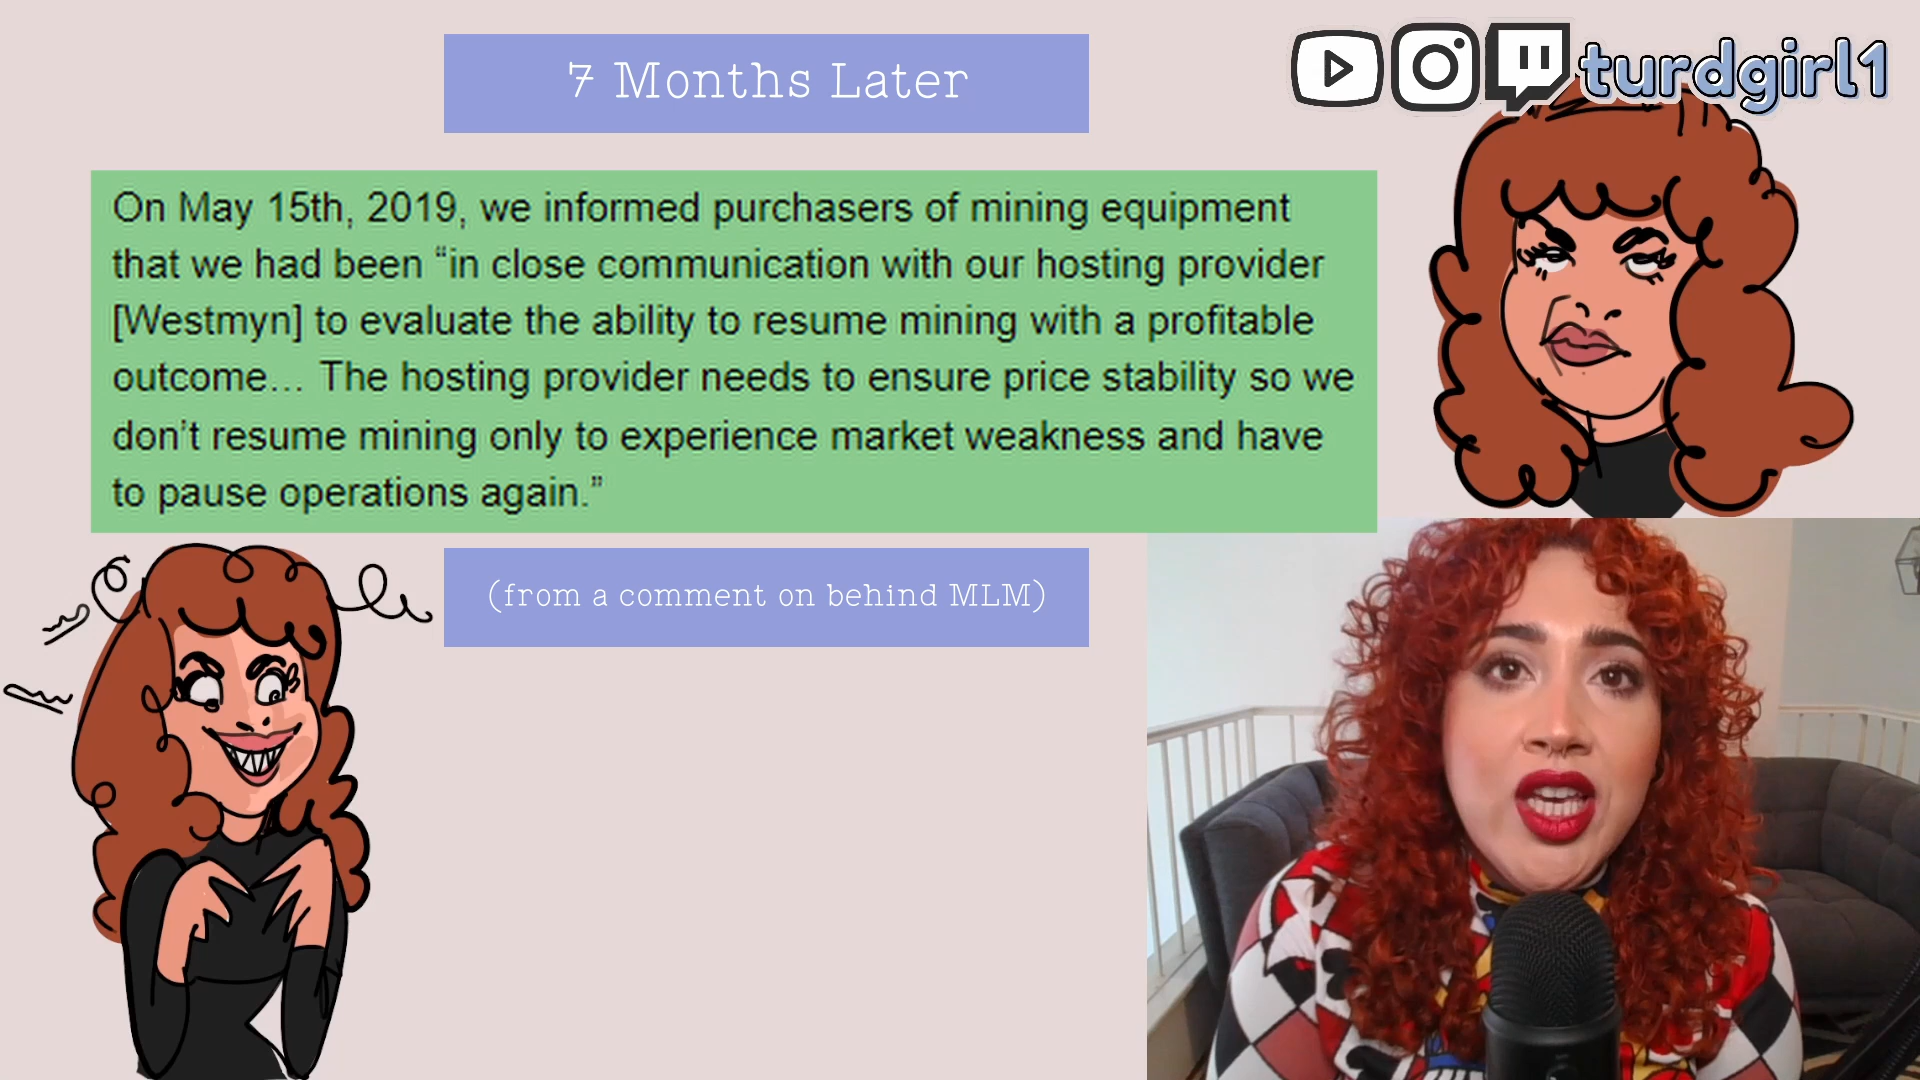 7 Months Later
turdgirl1
On May 15th, 2019, we informed purchasers of mining equipment
that we had been “in close communication with our hosting provider
[Westmyn] to evaluate the ability to resume mining with a profitable
outcome… The hosting provider needs to ensure price stability so we
don’t resume mining only to experience market weakness and have
to pause operations again.”
(from a comment on behind MLM)